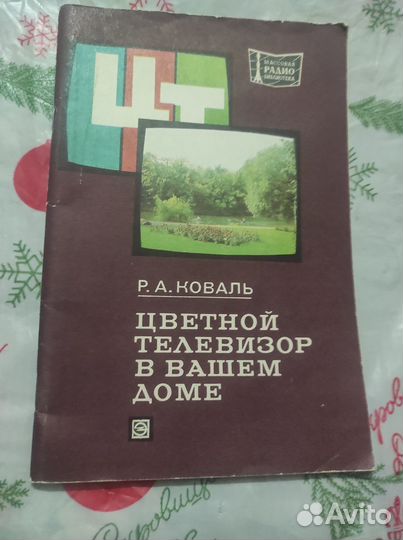 ЦТ
МАССОВАЯ
РАДИО
БИБЛИОТЕКА
Р. А. КОВАЛЬ
ЦВЕТНОЙ
ТЕЛЕВИЗОР
В ВАШЕМ
ДОМЕ
Avito